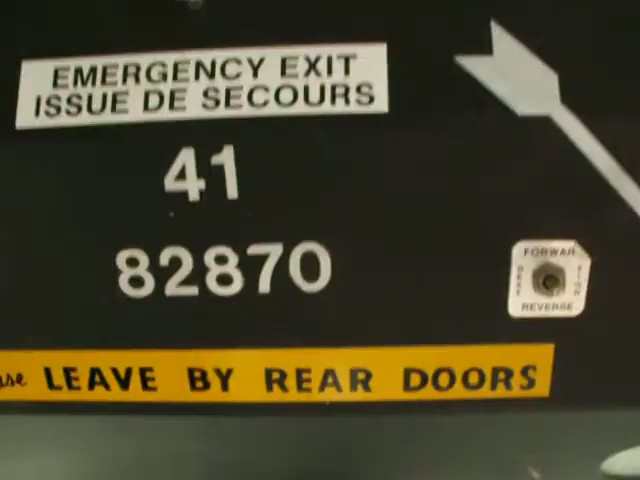 EMERGENCY EXIT
ISSUE DE SECOURS
41
82870
FORWAR
REVERSE
LEAVE BY REAR DOORS